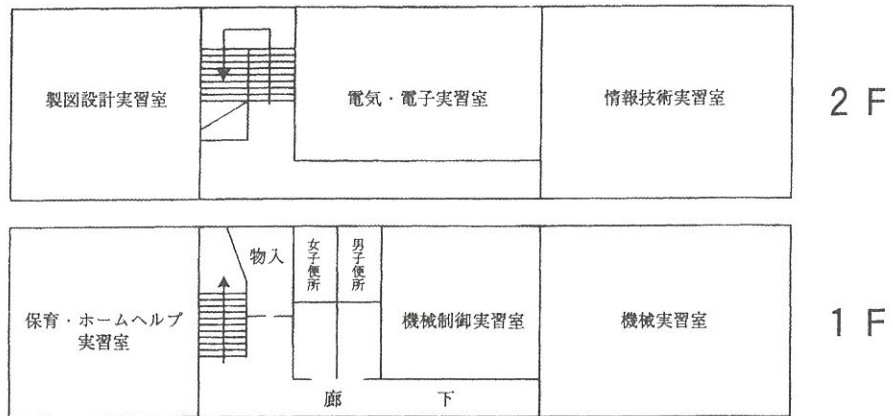 製図設計実習室
電気・電子実習室
情報技術実習室
2 F
物入
女子便所
男子便所
保育・ホームヘルプ
実習室
機械制御実習室
機械実習室
1 F
廊 下